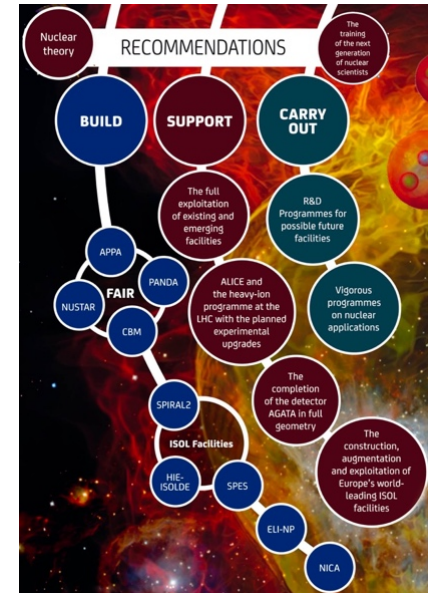 Nuclear
theory
RECOMMENDATIONS
The
training
of the next
generation
of nuclear
scientists
BUILD
SUPPORT
CARRY
OUT
The full
exploitation
of existing and
emerging
facilities
R&D
Programmes for
possible future
facilities
APPA
PANDA
FAIR
NUSTAR
CBM
ALICE and
the heavy-ion
programme at the
LHC with the planned
experimental
upgrades
Vigorous
programmes
on nuclear
applications
The
completion
of the detector
AGATA in full
geometry
SPIRAL2
ISOL Facilities
HIE-
ISOLDE
SPES
The
construction,
augmentation
and exploitation of
Europe's world-
leading ISOL
facilities
ELI-NP
NICA